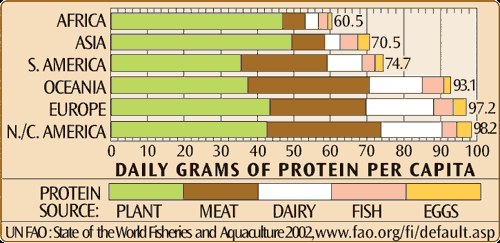 AFRICA 60.5
ASIA 70.5
S. AMERICA 74.7
OCEANIA 93.1
EUROPE 97.2
N./C. AMERICA 98.2
0 10 20 30 40 50 60 70 80 90 100
DAILY GRAMS OF PROTEIN PER CAPITA
PROTEIN
SOURCE: PLANT MEAT DAIRY FISH EGGS
UN FAO: State of the World Fisheries and Aquaculture 2002, www.fao.org/fi/default.asp